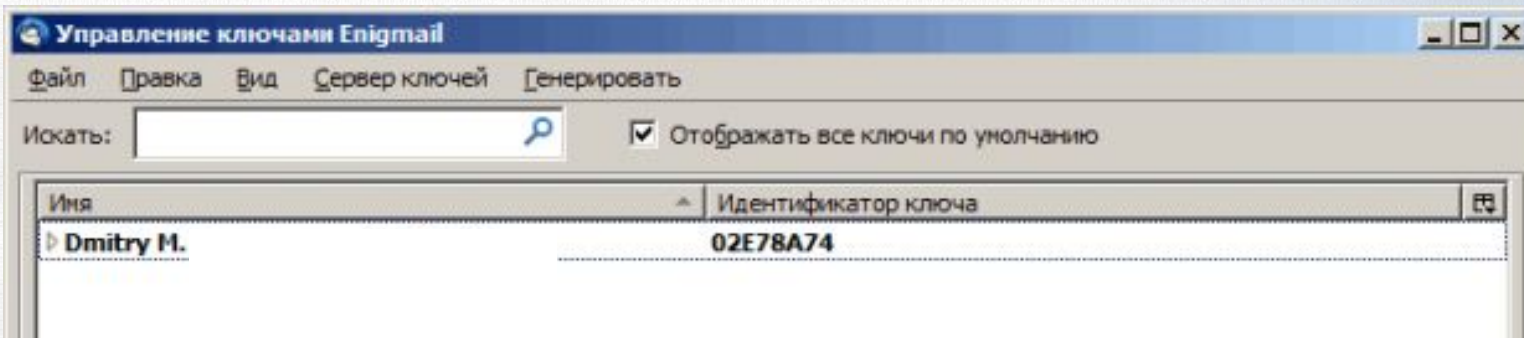 Управление ключами Enigmail
Файл Правка Вид Сервер ключей Генерировать
Искать: Отображать все ключи по умолчанию
Имя Идентификатор ключа
Dmitry M. 02E78A74